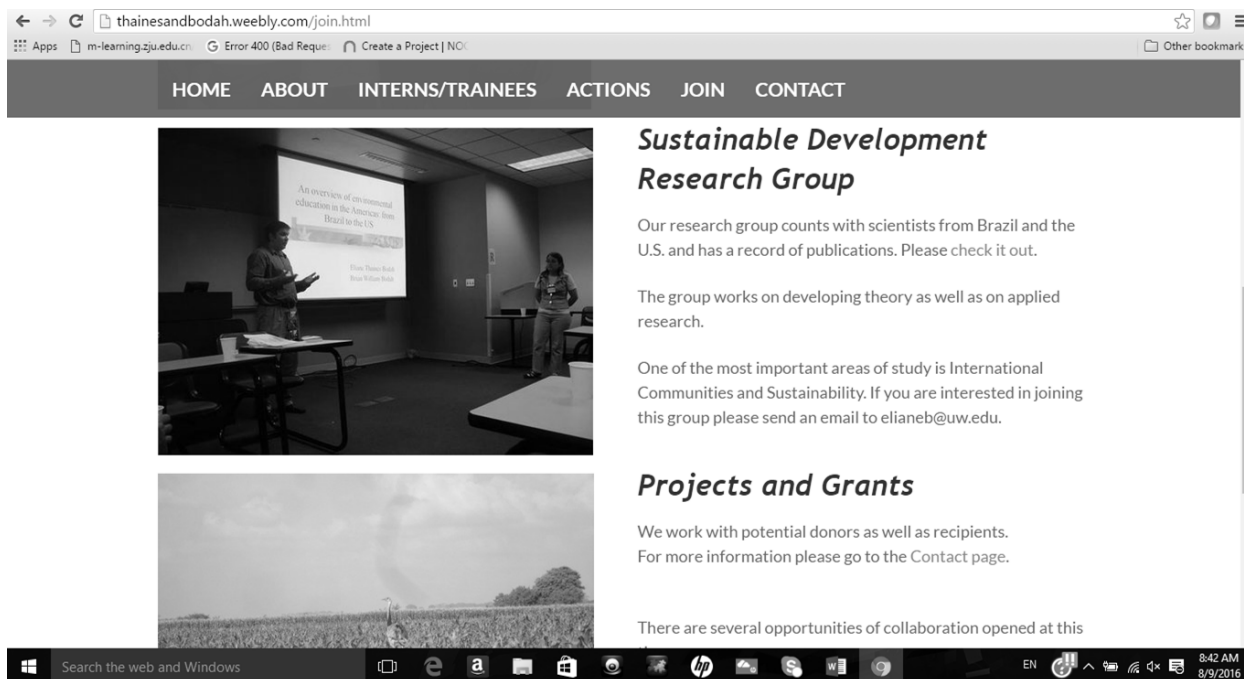 thainesandbodah.weebly.com/join.html
Apps m-learning.zju.edu.cn Error 400 (Bad Reques Create a Project | NO Other bookmark
HOME ABOUT INTERNS/TRAINEES ACTIONS JOIN CONTACT
An overview of environmental
education in the Americas from
Brazil to the US
Eliane Thaines Bodah
Brian William Bodah
Sustainable Development
Research Group
Our research group counts with scientists from Brazil and the
U.S. and has a record of publications. Please check it out.
The group works on developing theory as well as on applied
research.
One of the most important areas of study is International
Communities and Sustainability. If you are interested in joining
this group please send an email to elianeb@uw.edu.
Projects and Grants
We work with potential donors as well as recipients.
For more information please go to the Contact page.
There are several opportunities of collaboration opened at this
Search the web and Windows
EN
8:42 AM
8/9/2016